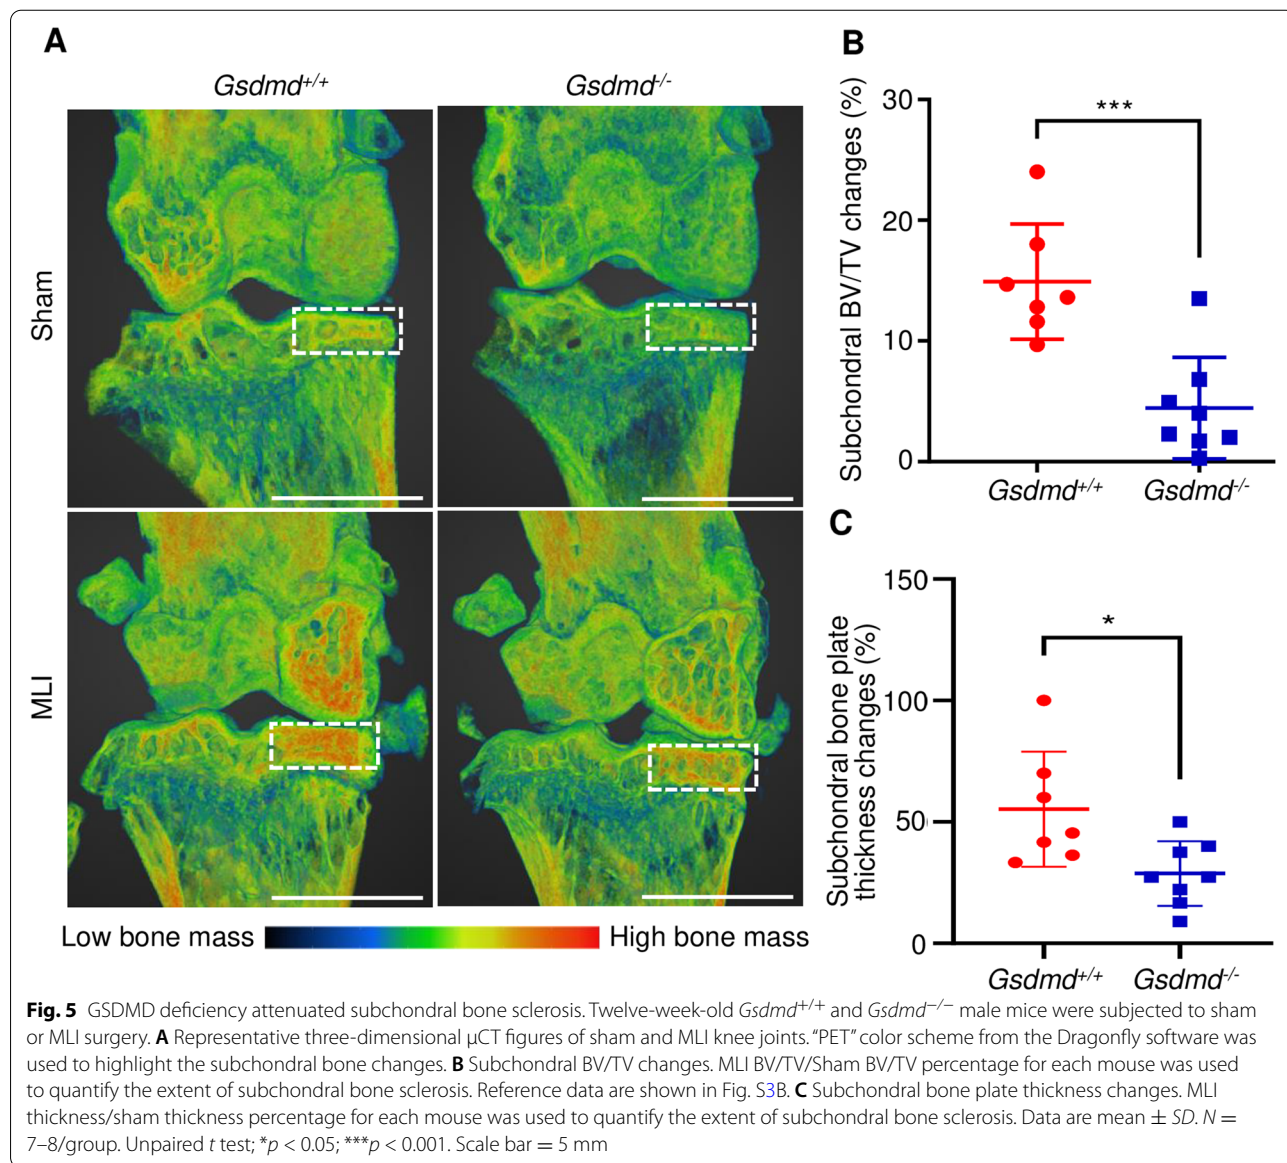 A
Gsdmd+/+
Gsdmd-/-
Sham
MLI
Low bone mass
High bone mass
B
Subchondral BV/TV changes (%)
30
20
10
0
***
Gsdmd+/+
Gsdmd-/-
C
Subchondral bone plate
thickness changes (%)
150
100
50
0
*
Gsdmd+/+
Gsdmd-/-
Fig. 5 GSDMD deficiency attenuated subchondral bone sclerosis. Twelve-week-old Gsdmd+/+ and Gsdmd−/− male mice were subjected to sham
or MLI surgery. A Representative three-dimensional μCT figures of sham and MLI knee joints. “PET” color scheme from the Dragonfly software was
used to highlight the subchondral bone changes. B Subchondral BV/TV changes. MLI BV/TV/Sham BV/TV percentage for each mouse was used
to quantify the extent of subchondral bone sclerosis. Reference data are shown in Fig. S3B. C Subchondral bone plate thickness changes. MLI
thickness/sham thickness percentage for each mouse was used to quantify the extent of subchondral bone sclerosis. Data are mean ± SD. N =
7–8/group. Unpaired t test; *p < 0.05; ***p < 0.001. Scale bar = 5 mm